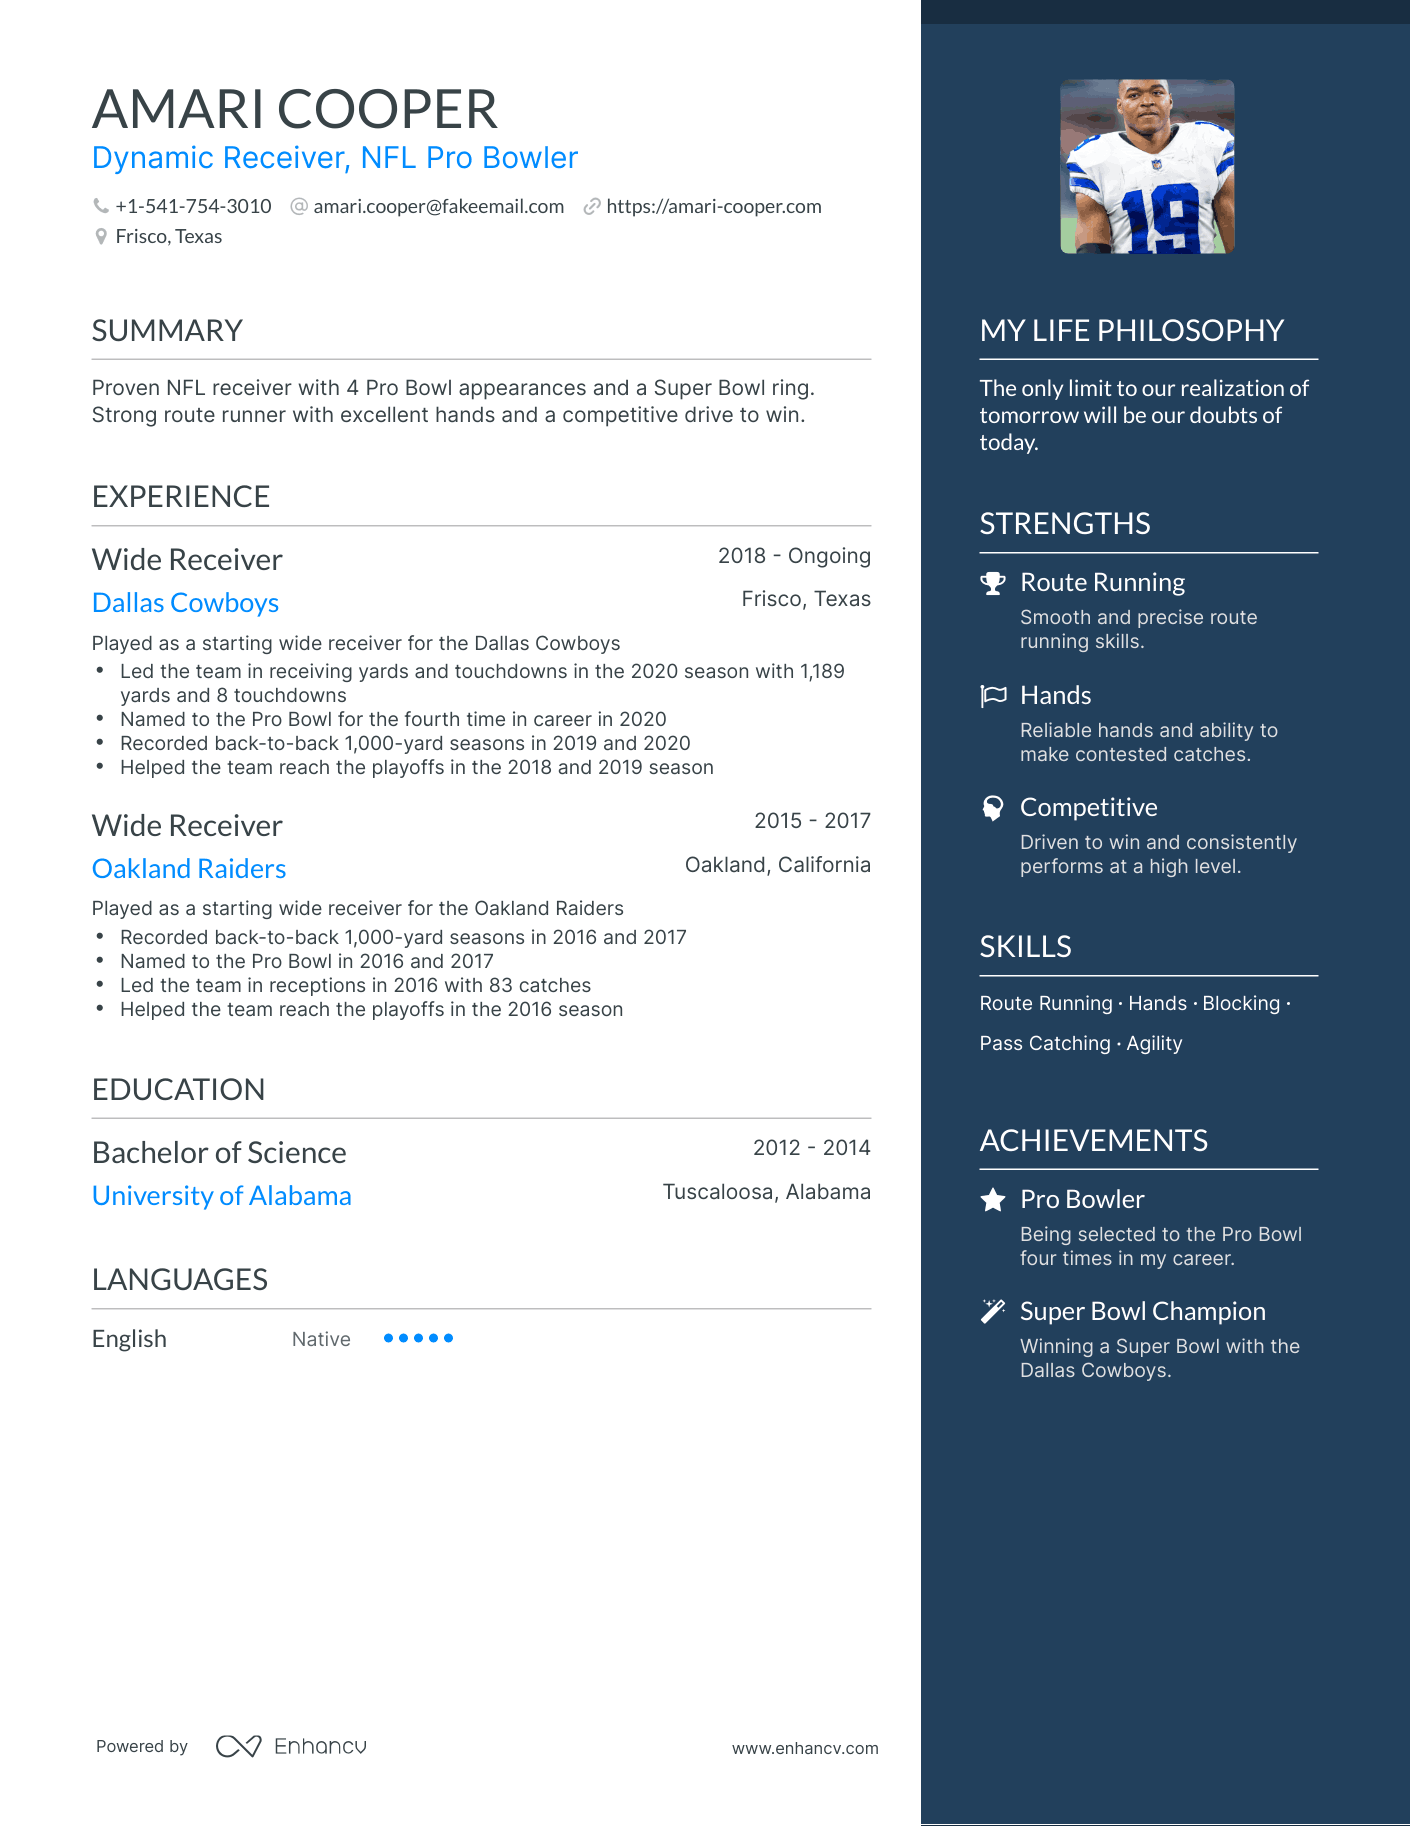 AMARI COOPER
Dynamic Receiver, NFL Pro Bowler
+1-541-754-3010 amari.cooper@fakeemail.com https://amari-cooper.com
Frisco, Texas
SUMMARY
Proven NFL receiver with 4 Pro Bowl appearances and a Super Bowl ring.
Strong route runner with excellent hands and a competitive drive to win.
EXPERIENCE
Wide Receiver 2018 - Ongoing
Dallas Cowboys Frisco, Texas
Played as a starting wide receiver for the Dallas Cowboys
• Led the team in receiving yards and touchdowns in the 2020 season with 1,189
yards and 8 touchdowns
• Named to the Pro Bowl for the fourth time in career in 2020
• Recorded back-to-back 1,000-yard seasons in 2019 and 2020
• Helped the team reach the playoffs in the 2018 and 2019 season
Wide Receiver 2015 - 2017
Oakland Raiders Oakland, California
Played as a starting wide receiver for the Oakland Raiders
• Recorded back-to-back 1,000-yard seasons in 2016 and 2017
• Named to the Pro Bowl in 2016 and 2017
• Led the team in receptions in 2016 with 83 catches
• Helped the team reach the playoffs in the 2016 season
EDUCATION
Bachelor of Science 2012 - 2014
University of Alabama Tuscaloosa, Alabama
LANGUAGES
English Native
19
MY LIFE PHILOSOPHY
The only limit to our realization of
tomorrow will be our doubts of
today.
STRENGTHS
Route Running
Smooth and precise route
running skills.
Hands
Reliable hands and ability to
make contested catches.
Competitive
Driven to win and consistently
performs at a high level.
SKILLS
Route Running · Hands · Blocking ·
Pass Catching · Agility
ACHIEVEMENTS
Pro Bowler
Being selected to the Pro Bowl
four times in my career.
Super Bowl Champion
Winning a Super Bowl with the
Dallas Cowboys.
Powered by Enhancv www.enhancv.com